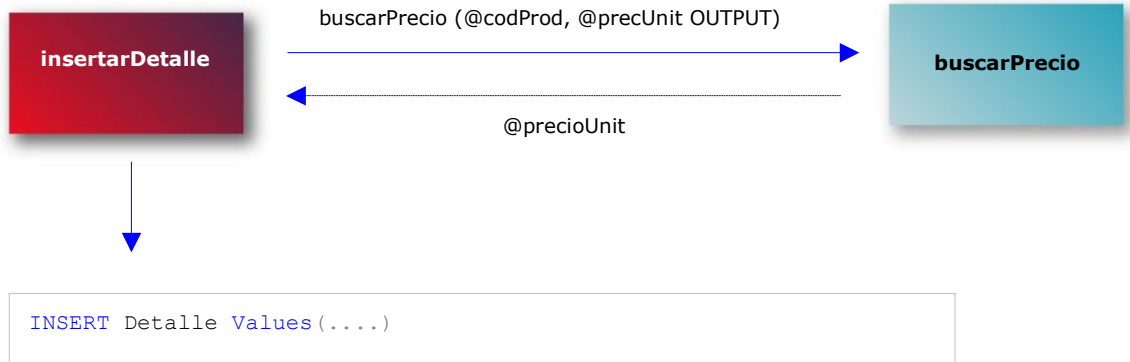 buscarPrecio (@codProd, @precUnit OUTPUT)
insertarDetalle
buscarPrecio
@precioUnit
INSERT Detalle Values(....)